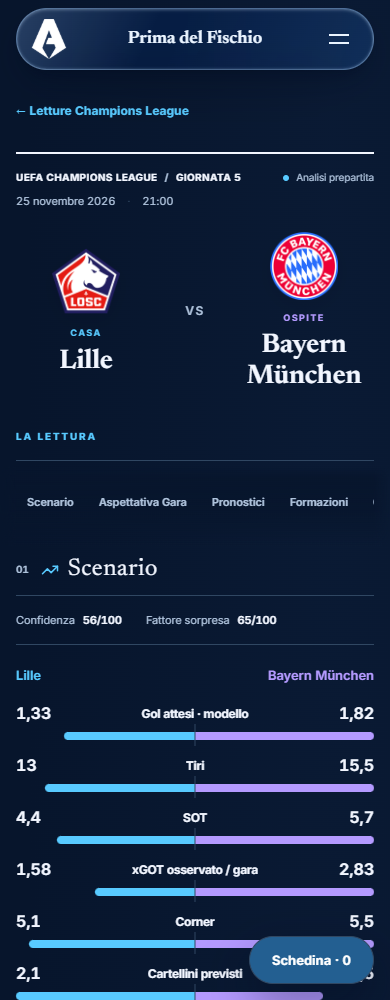 Prima del Fischio
← Letture Champions League
UEFA CHAMPIONS LEAGUE / GIORNATA 5
Analisi prepartita
25 novembre 2026 · 21:00
LOSC
FC BAYERN
MÜNCHEN
VS
CASA
Lille
OSPITE
Bayern
München
LA LETTURA
Scenario Aspettativa Gara Pronostici Formazioni
01 Scenario
Confidenza 56/100 Fattore sorpresa 65/100
Lille Bayern München
1,33 Gol attesi · modello 1,82
13 Tiri 15,5
4,4 SOT 5,7
1,58 xGOT osservato / gara 2,83
5,1 Corner 5,5
2,1 Cartellini previsti
Schedina · 0